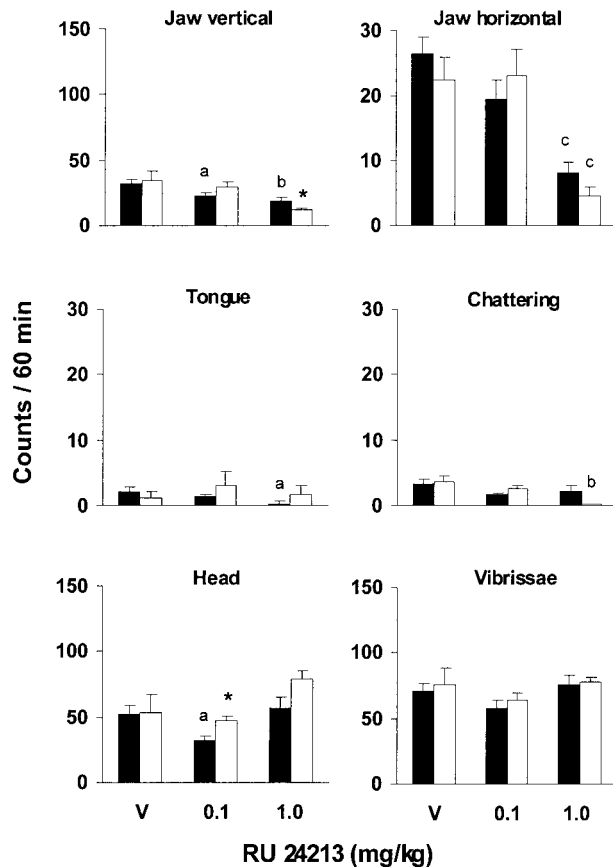 Jaw vertical
Jaw horizontal
150
100
50
0
a
b
*
30
20
10
0
c
c
Tongue
Chattering
30
20
10
0
a
30
20
10
0
b
Counts / 60 min
Head
Vibrissae
150
100
50
0
a
*
150
100
50
0
V 0.1 1.0
V 0.1 1.0
RU 24213 (mg/kg)